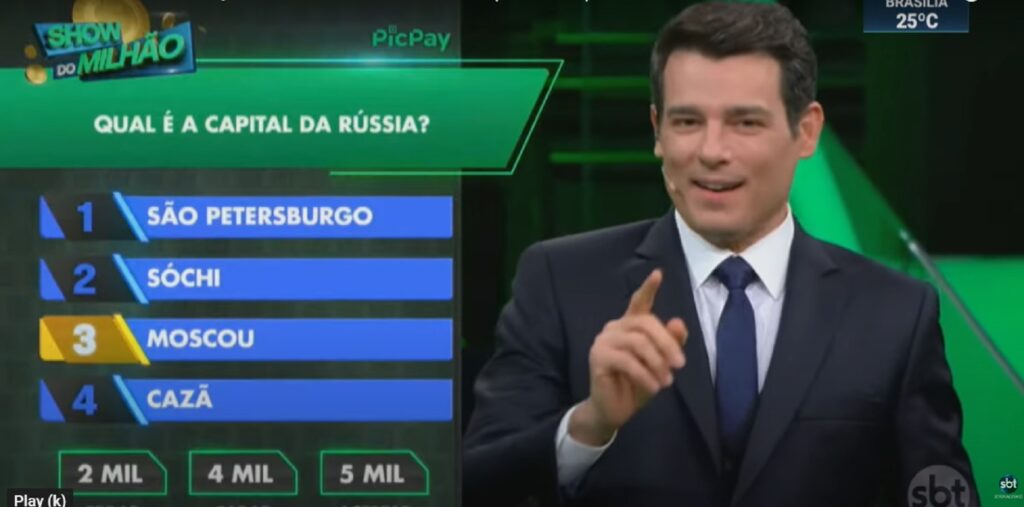 SHOW
DO MILHÃO
PicPay
BRASÍLIA
25°C
QUAL É A CAPITAL DA RÚSSIA?
1 SÃO PETERSBURGO
2 SÓCHI
3 MOSCOU
4 CAZÃ
2 MIL 4 MIL 5 MIL
Play (k)
sbt
sbt